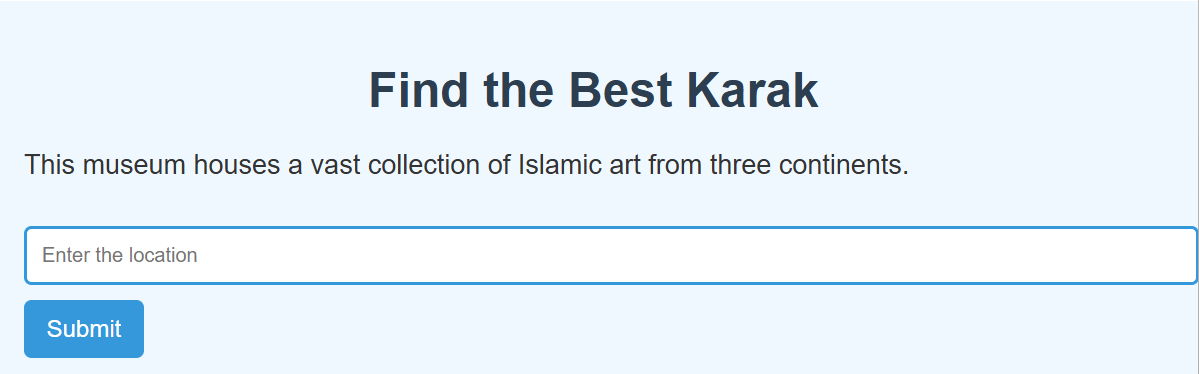 Find the Best Karak
This museum houses a vast collection of Islamic art from three continents.
Enter the location
Submit